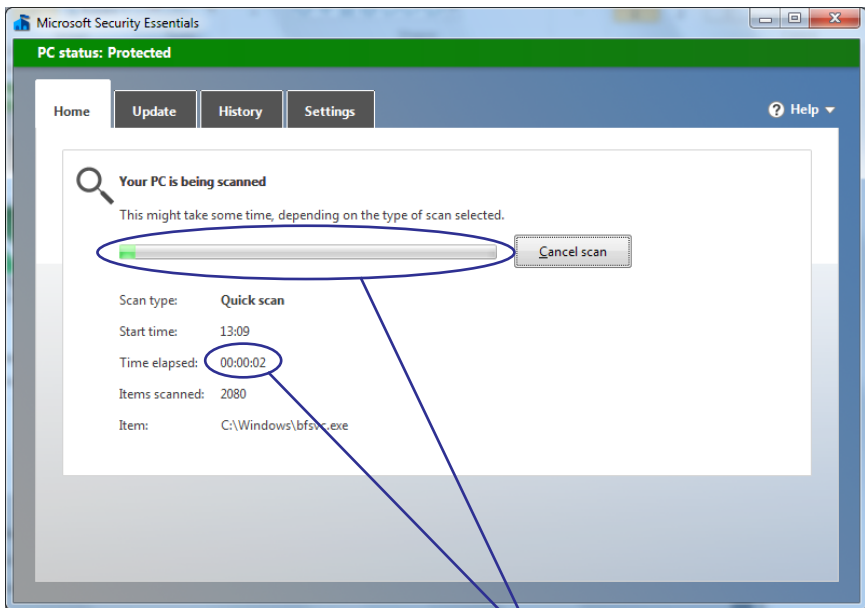 Microsoft Security Essentials
PC status: Protected
Home Update History Settings Help
Your PC is being scanned
This might take some time, depending on the type of scan selected.
Cancel scan
Scan type: Quick scan
Start time: 13:09
Time elapsed: 00:00:02
Items scanned: 2080
Item: C:\Windows\bfsvc.exe